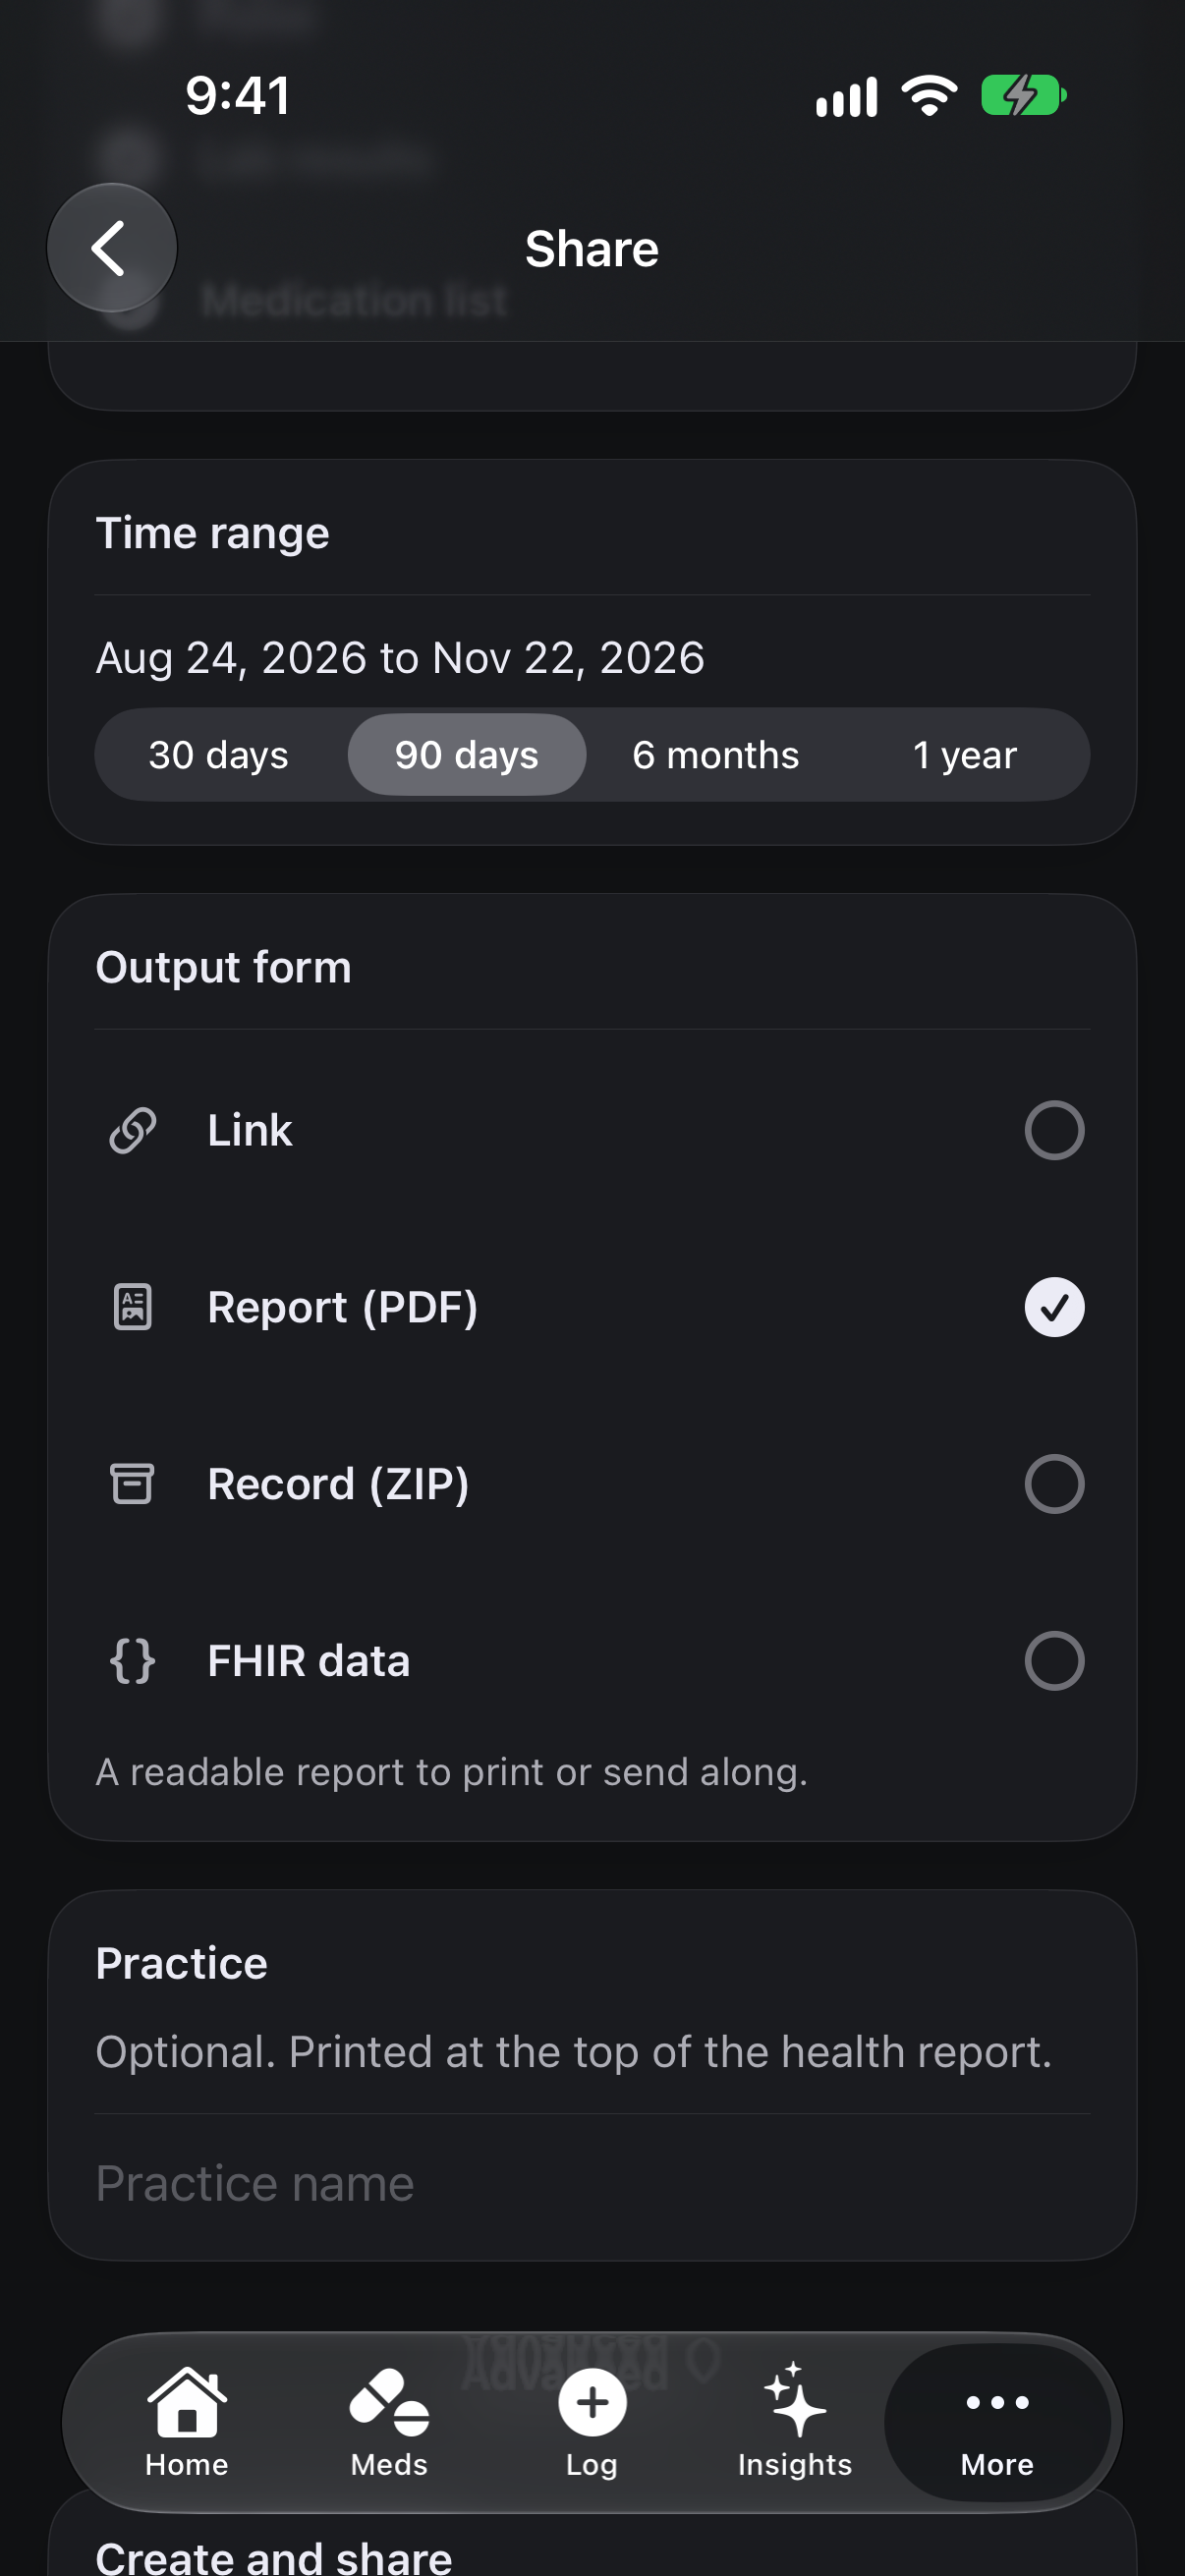 9:41
Lab results
Share
Medication list
Time range
Aug 24, 2026 to Nov 22, 2026
30 days
90 days
6 months
1 year
Output form
Link
Report (PDF)
Record (ZIP)
{} FHIR data
A readable report to print or send along.
Practice
Optional. Printed at the top of the health report.
Practice name
Advanced
Home
Meds
Log
Insights
More
Create and share